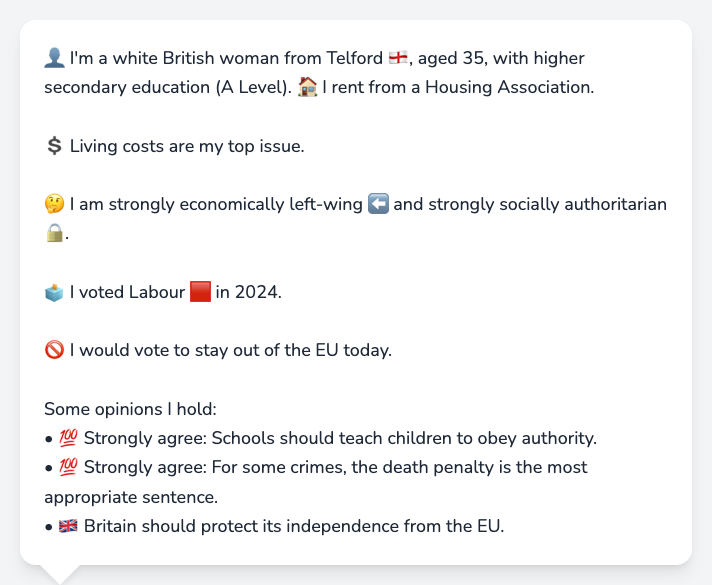 👤 I'm a white British woman from Telford 🏴󠁧󠁢󠁥󠁮󠁧󠁿, aged 35, with higher
secondary education (A Level). 🏠 I rent from a Housing Association.
💲 Living costs are my top issue.
🤔 I am strongly economically left-wing ⬅️ and strongly socially authoritarian
🔒.
🗳️ I voted Labour 🟥 in 2024.
🚫 I would vote to stay out of the EU today.
Some opinions I hold:
• 💯 Strongly agree: Schools should teach children to obey authority.
• 💯 Strongly agree: For some crimes, the death penalty is the most
appropriate sentence.
• 🇬🇧 Britain should protect its independence from the EU.